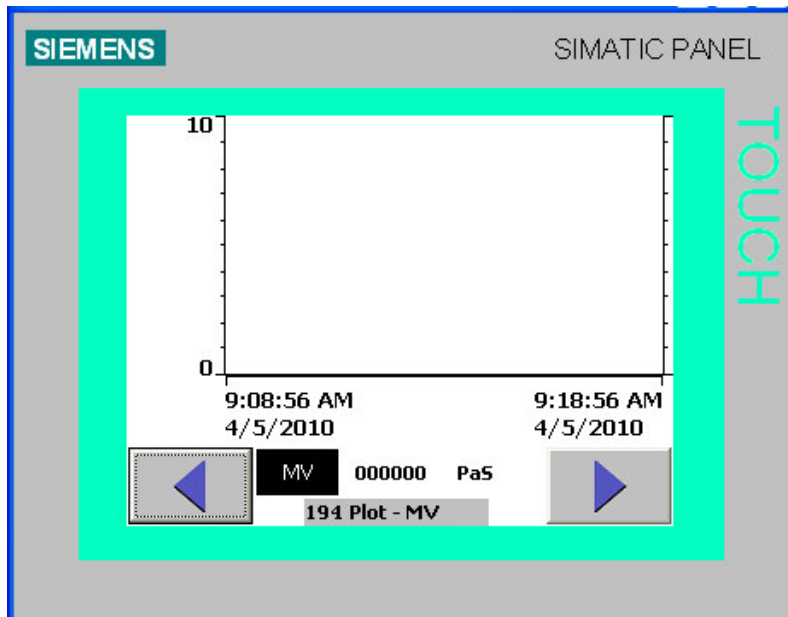 SIEMENS
SIMATIC PANEL
TOUCH
10
0
9:08:56 AM
4/5/2010
9:18:56 AM
4/5/2010
MV 000000 PaS
194 Plot - MV